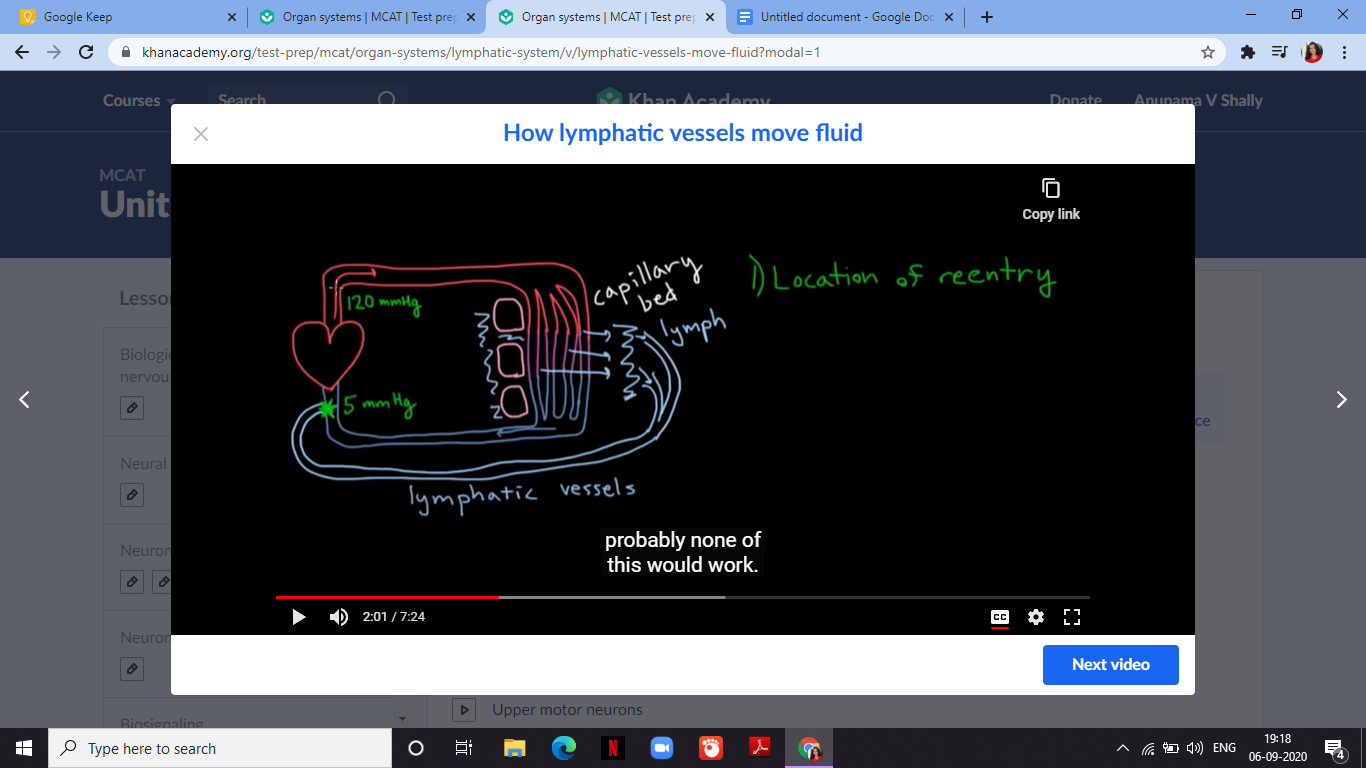 Google Keep
Organ systems | MCAT | Test prep
Organ systems | MCAT | Test prep
Untitled document - Google Doc
khanacademy.org/test-prep/mcat/organ-systems/lymphatic-system/v/lymphatic-vessels-move-fluid?modal=1
Courses
Search
Khan Academy
Donate
Anupama V Shally
How lymphatic vessels move fluid
MCAT
Unit
Copy link
capillary
bed
1) Location of reentry
120 mmHg
lymph
5 mmHg
lymphatic vessels
probably none of
this would work.
2:01 / 7:24
CC
Next video
Lesso
Biologi
nervou
Neural
Neuron
Neuron
Biosignaling
ce
Upper motor neurons
Type here to search
ENG
19:18
06-09-2020
4